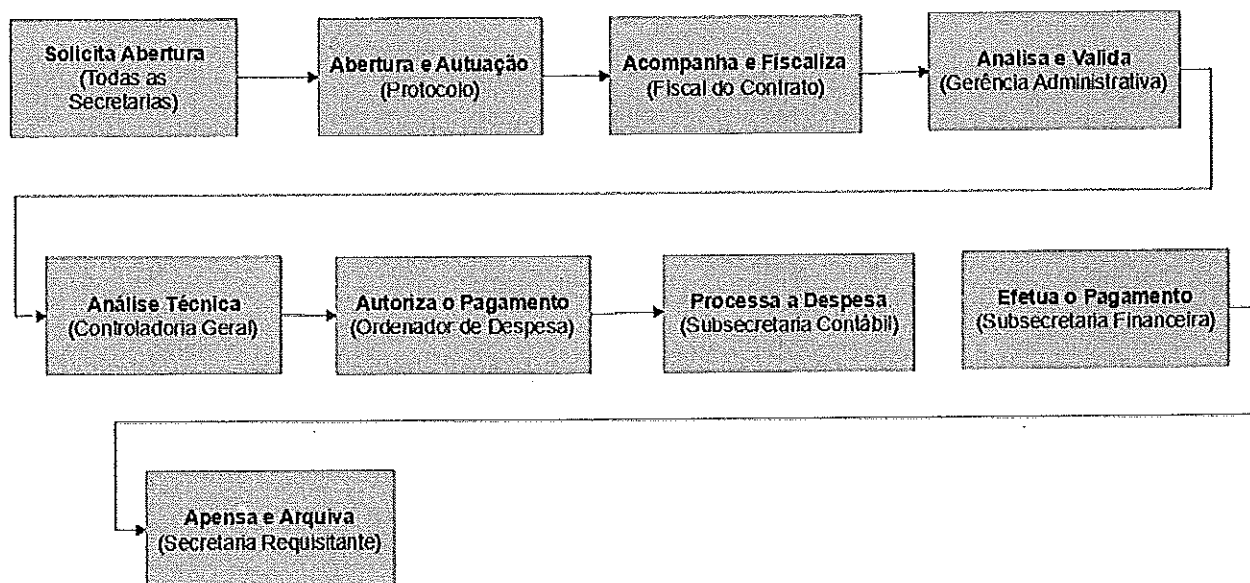 Solicita Abertura
(Todas as
Secretarias)
Abertura e Autuação
(Protocolo)
Acompanha e Fiscaliza
(Fiscal do Contrato)
Analisa e Valida
(Gerência Administrativa)
Análise Técnica
(Controladoria Geral)
Autoriza o Pagamento
(Ordenador de Despesa)
Processa a Despesa
(Subsecretaria Contábil)
Efetua o Pagamento
(Subsecretaria Financeira)
Apensa e Arquiva
(Secretaria Requisitante)